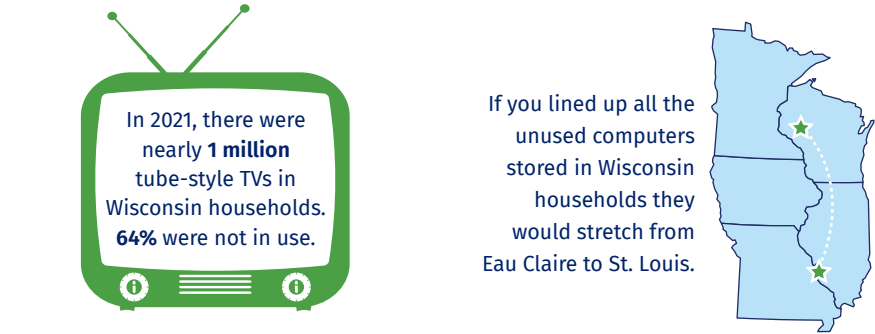 In 2021, there were
nearly 1 million
tube-style TVs in
Wisconsin households.
64% were not in use.
If you lined up all the
unused computers
stored in Wisconsin
households they
would stretch from
Eau Claire to St. Louis.